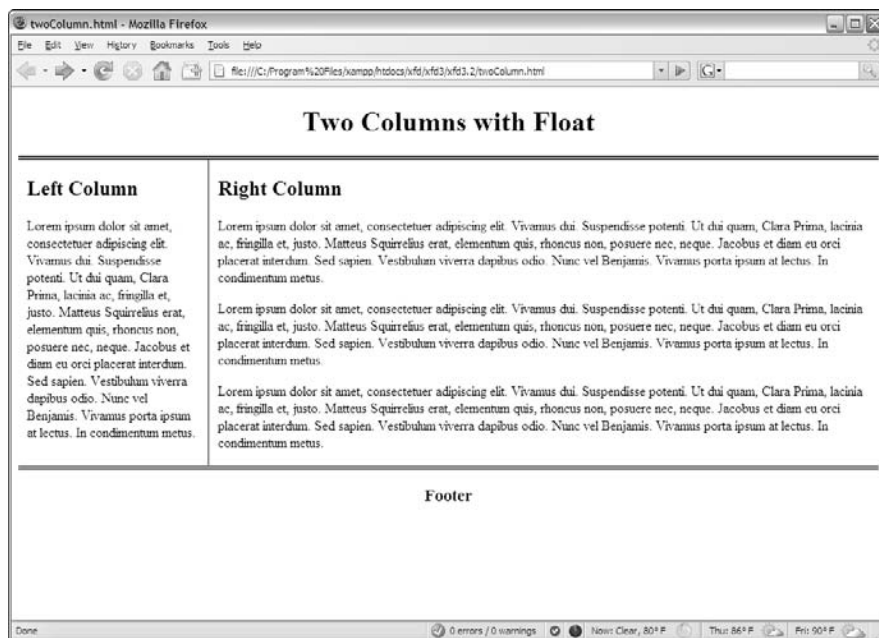 twoColumn.html - Mozilla Firefox
File Edit View History Bookmarks Tools Help
file:///C:/Program%20Files/xampp/htdocs/xfd/xfd3/xfd3.2/twoColumn.html
G
Two Columns with Float
Left Column
Lorem ipsum dolor sit amet,
consectetuer adipiscing elit.
Vivamus dui. Suspendisse
potenti. Ut dui quam, Clara
Prima, lacinia ac, fringilla et,
justo. Matteus Squirrelius erat,
elementum quis, rhoncus non,
posuere nec, neque. Jacobus et
diam eu orci placerat interdum.
Sed sapien. Vestibulum viverra
dapibus odio. Nunc vel
Benjamis. Vivamus porta ipsum
at lectus. In condimentum metus.
Right Column
Lorem ipsum dolor sit amet, consectetuer adipiscing elit. Vivamus dui. Suspendisse potenti. Ut dui quam, Clara Prima, lacinia
ac, fringilla et, justo. Matteus Squirrelius erat, elementum quis, rhoncus non, posuere nec, neque. Jacobus et diam eu orci
placerat interdum. Sed sapien. Vestibulum viverra dapibus odio. Nunc vel Benjamis. Vivamus porta ipsum at lectus. In
condimentum metus.
Lorem ipsum dolor sit amet, consectetuer adipiscing elit. Vivamus dui. Suspendisse potenti. Ut dui quam, Clara Prima, lacinia
ac, fringilla et, justo. Matteus Squirrelius erat, elementum quis, rhoncus non, posuere nec, neque. Jacobus et diam eu orci
placerat interdum. Sed sapien. Vestibulum viverra dapibus odio. Nunc vel Benjamis. Vivamus porta ipsum at lectus. In
condimentum metus.
Lorem ipsum dolor sit amet, consectetuer adipiscing elit. Vivamus dui. Suspendisse potenti. Ut dui quam, Clara Prima, lacinia
ac, fringilla et, justo. Matteus Squirrelius erat, elementum quis, rhoncus non, posuere nec, neque. Jacobus et diam eu orci
placerat interdum. Sed sapien. Vestibulum viverra dapibus odio. Nunc vel Benjamis. Vivamus porta ipsum at lectus. In
condimentum metus.
Footer
Done 0 errors / 0 warnings Now: Clear, 80° F Thu: 86° F Fri: 90° F